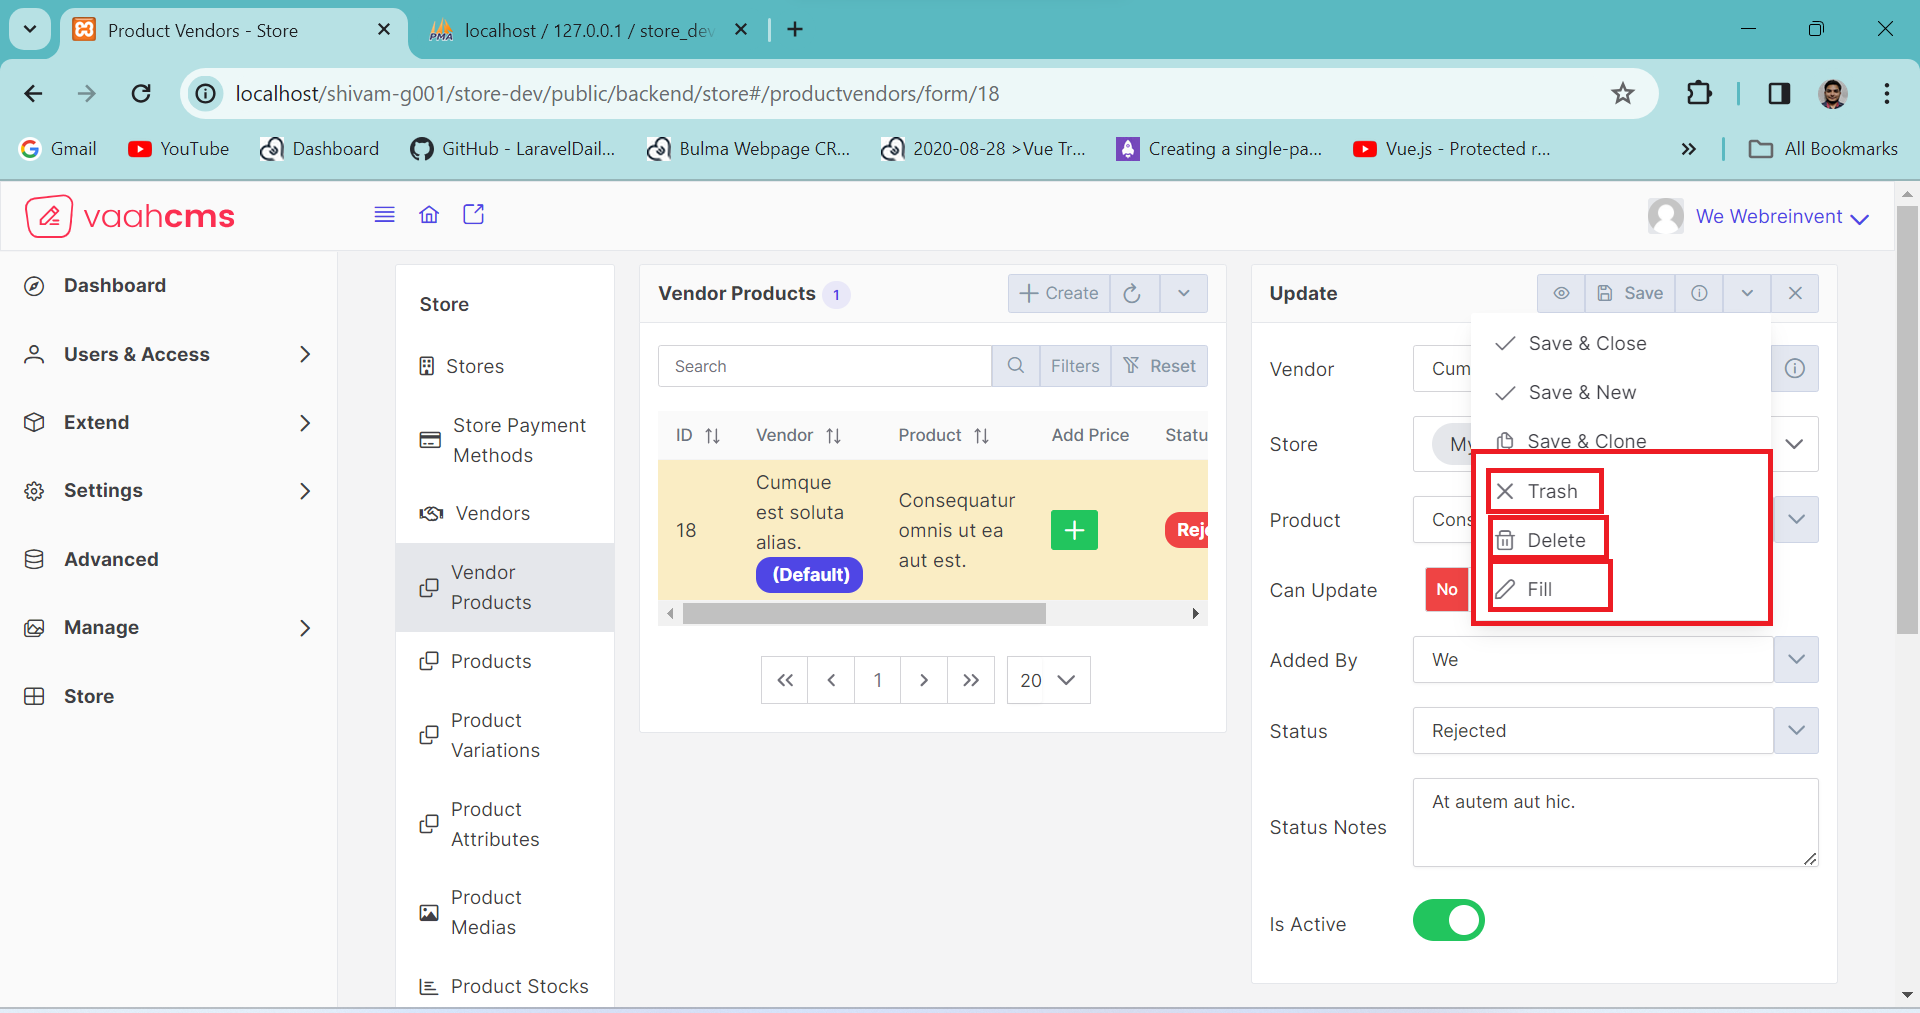 Product Vendors - Store
localhost / 127.0.0.1 / store_dev
localhost/shivam-g001/store-dev/public/backend/store#/productvendors/form/18
Gmail
YouTube
Dashboard
GitHub - LaravelDail...
Bulma Webpage CR...
2020-08-28 >Vue Tr...
Creating a single-pa...
Vue.js - Protected r...
All Bookmarks
vaahcms
We Webreinvent
Dashboard
Users & Access
Extend
Settings
Advanced
Manage
Store
Store
Stores
Store Payment
Methods
Vendors
Vendor
Products
Products
Product
Variations
Product
Attributes
Product
Medias
Product Stocks
Vendor Products 1
Create
Search
Filters
Reset
ID
Vendor
Product
Add Price
Statu
18
Cumque
est soluta
alias.
(Default)
Consequatur
omnis ut ea
aut est.
Reje
1
20
Update
Save
Save & Close
Save & New
Save & Clone
Trash
Delete
Fill
Vendor
Cum
Store
My
Product
Cons
Can Update
No
Added By
We
Status
Rejected
Status Notes
At autem aut hic.
Is Active